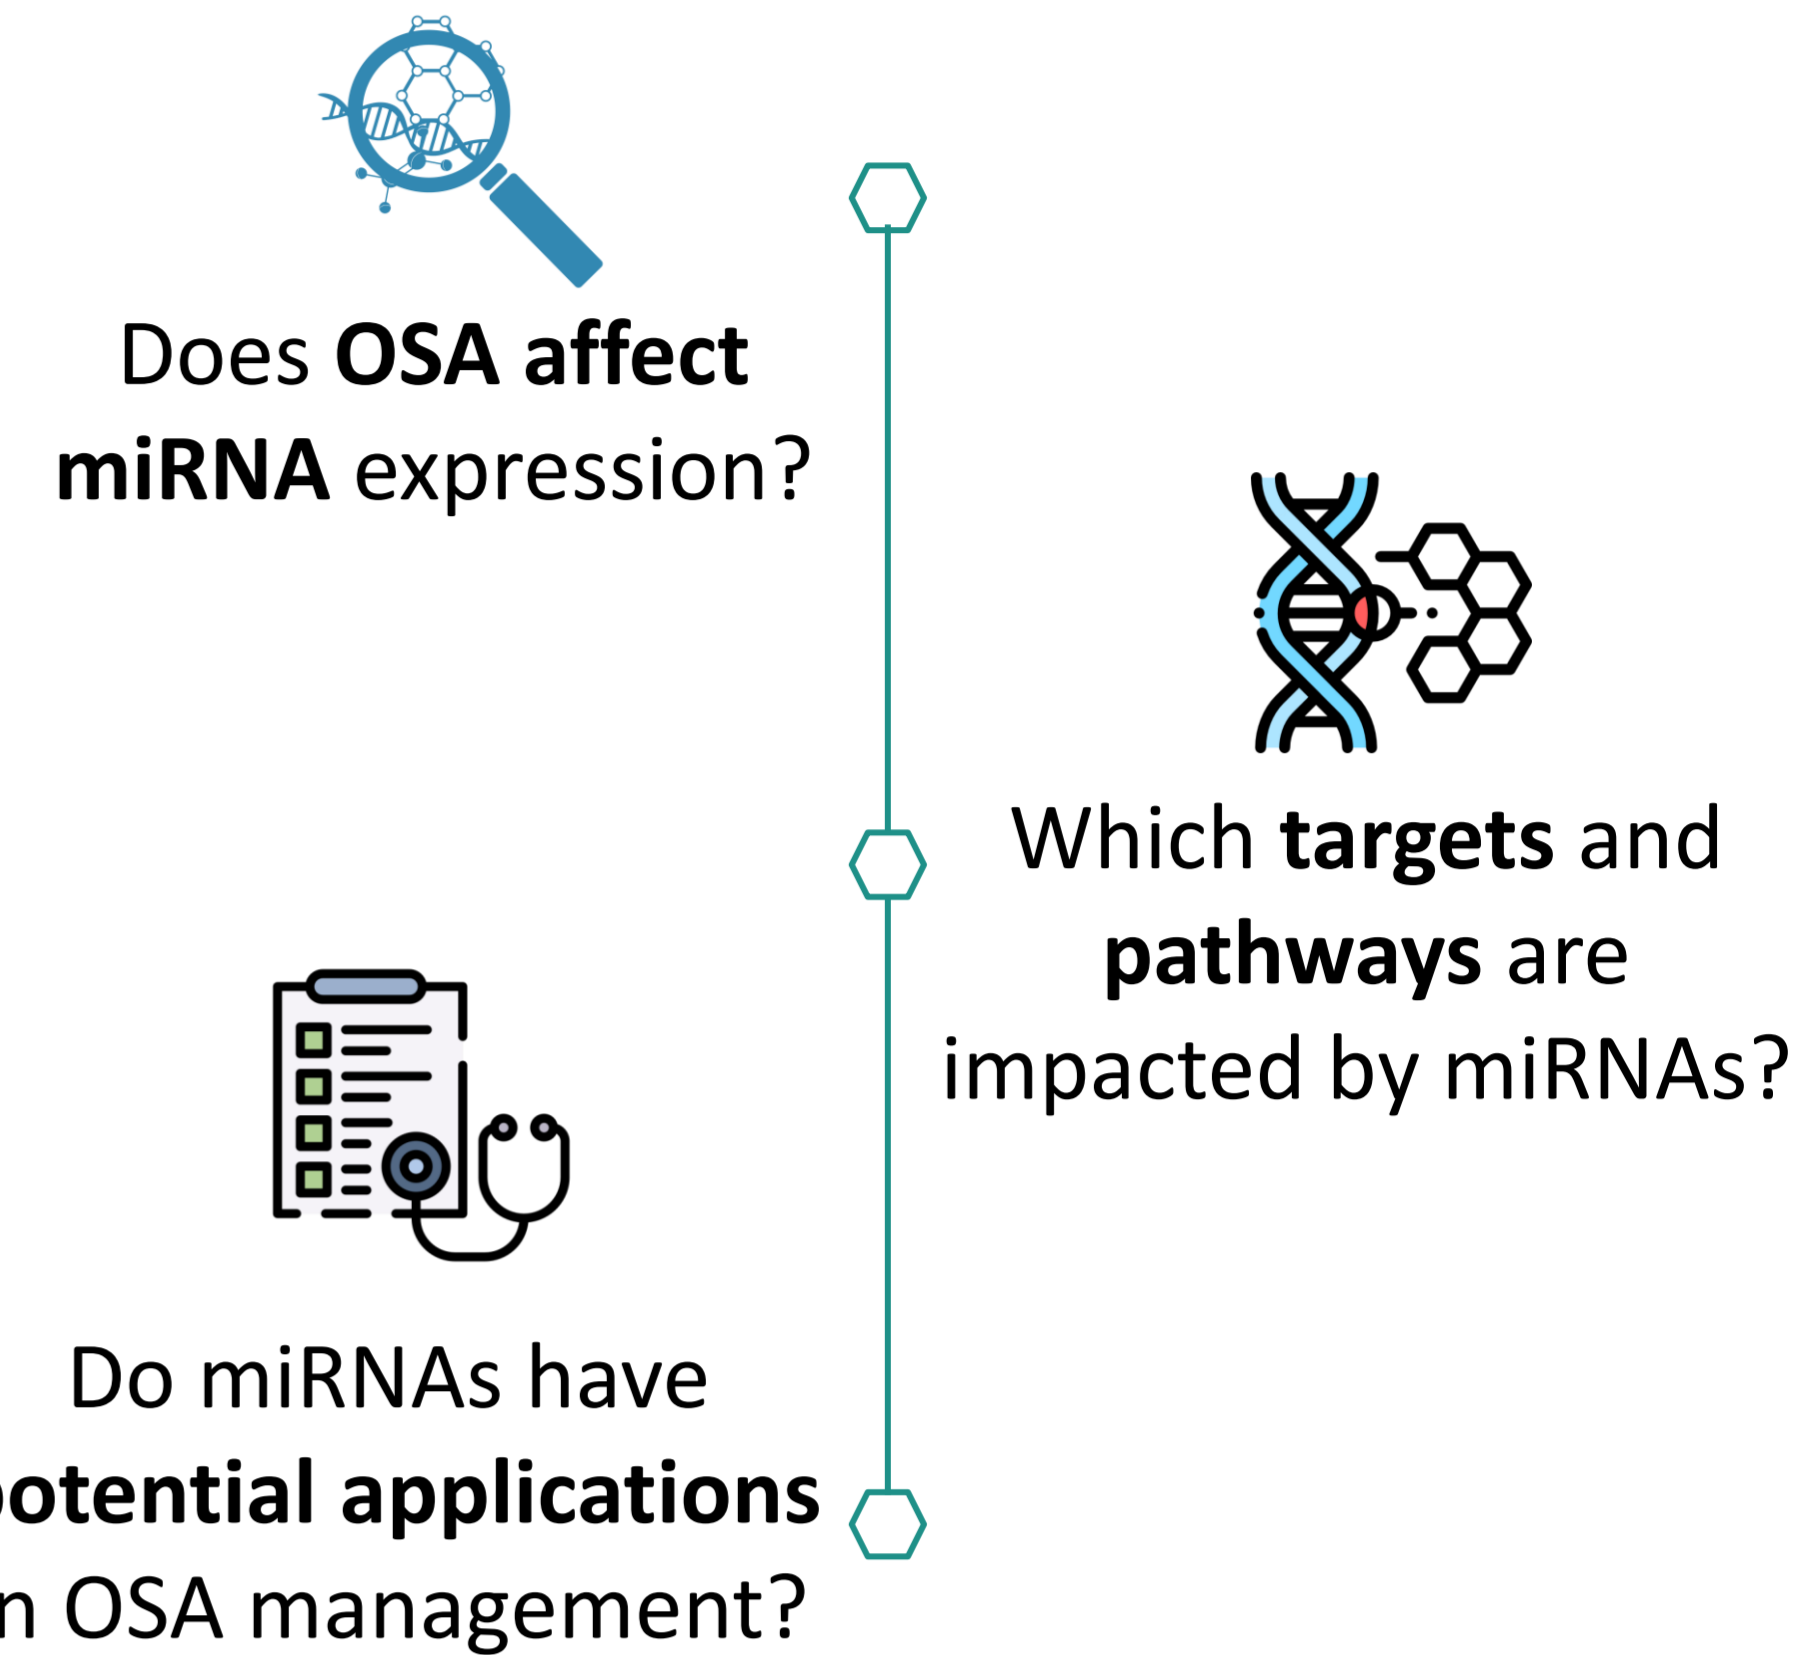 Does OSA affect
miRNA expression?
Which targets and
pathways are
impacted by miRNAs?
Do miRNAs have
potential applications
n OSA management?